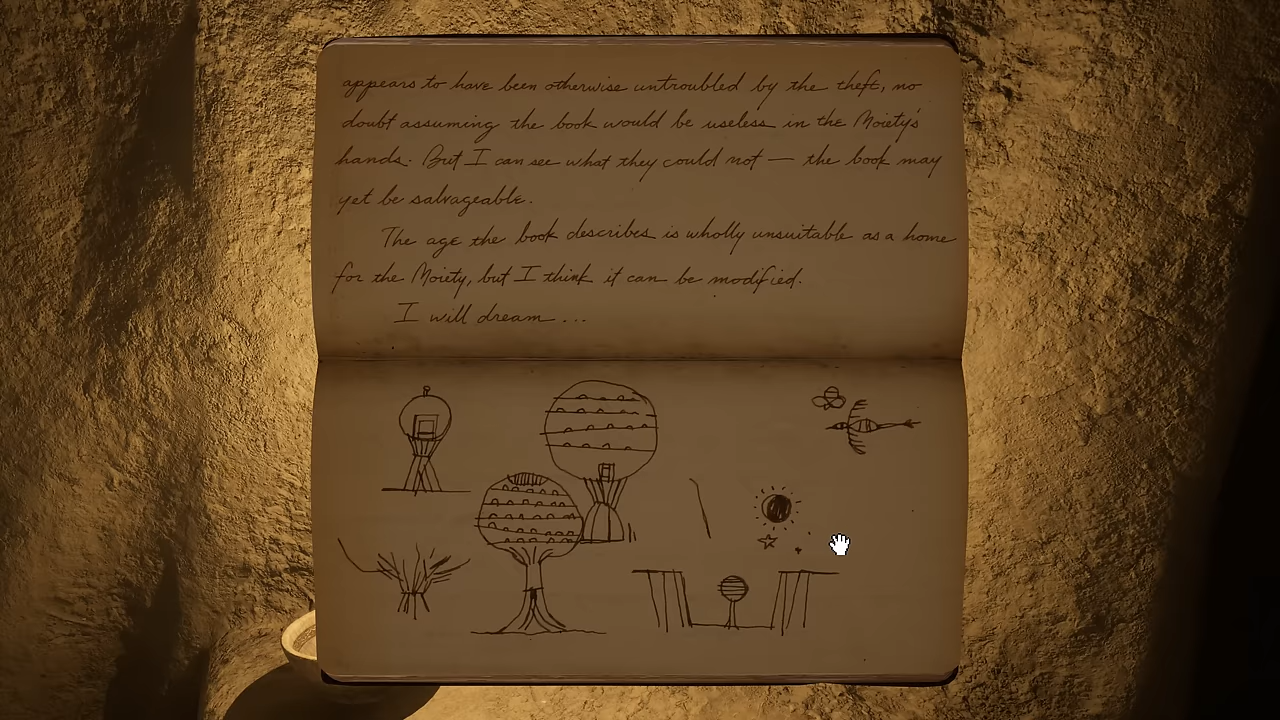 appears to have been otherwise untroubled by the theft, no
doubt assuming the book would be useless in the Moiety's
hands. But I can see what they could not — the book may
yet be salvageable.
The age the book describes is wholly unsuitable as a home
for the Moiety, but I think it can be modified.
I will dream...